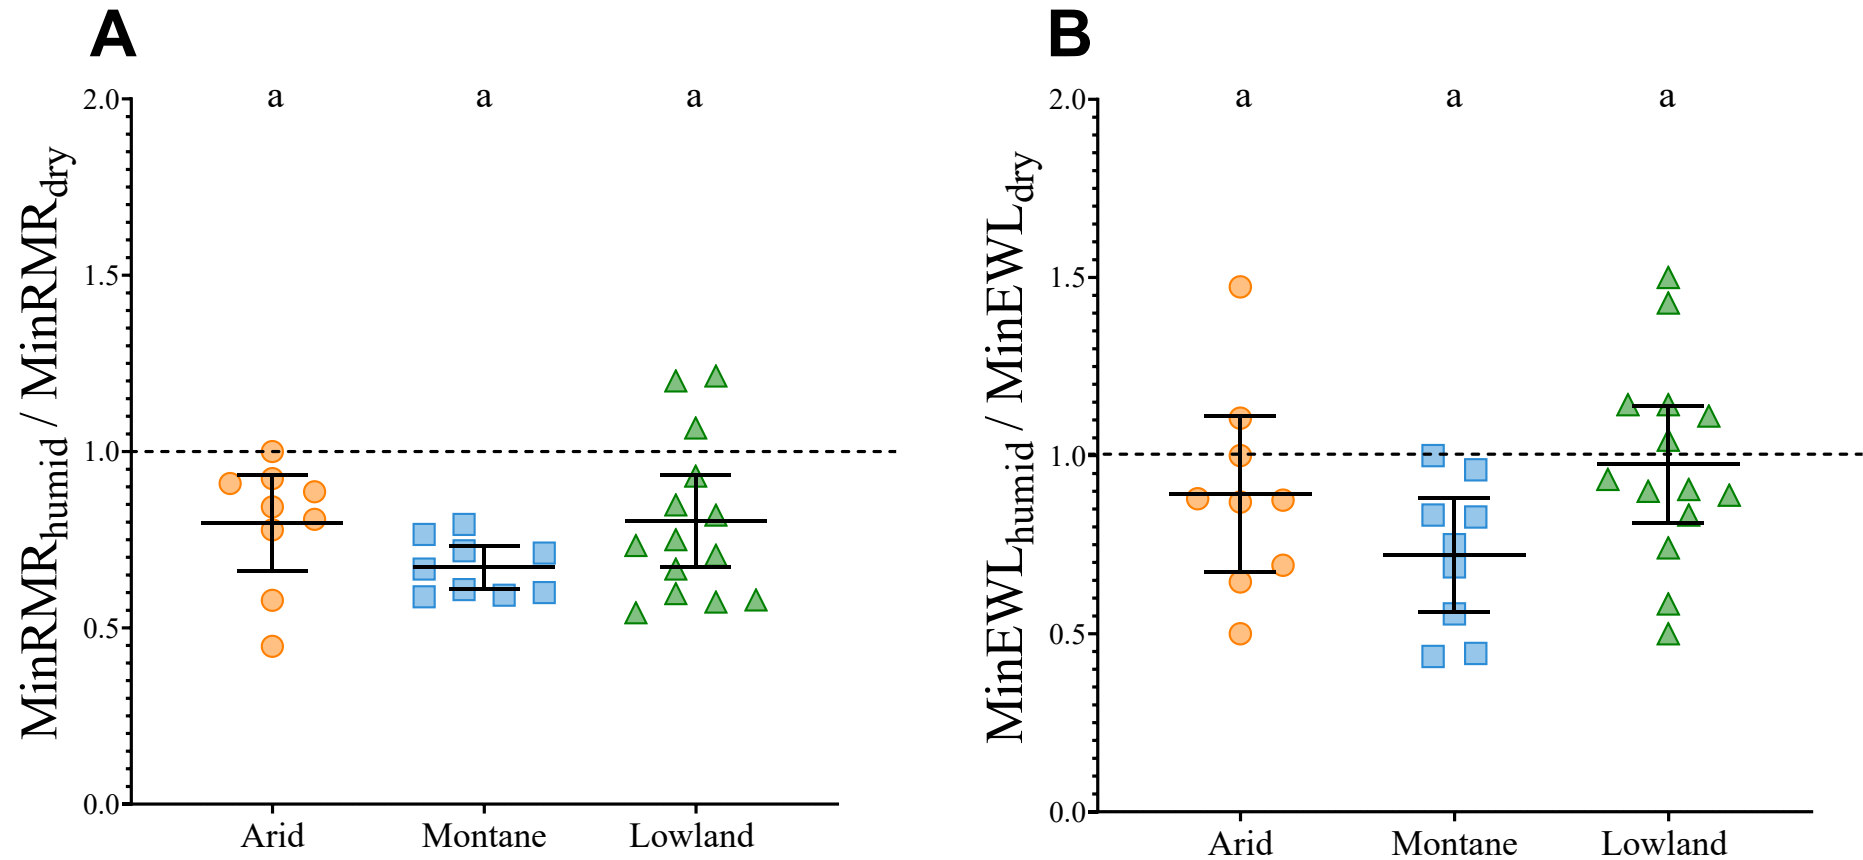 A
MinRMRhumid / MinRMRdry
a a a
2.0
1.5
1.0
0.5
0.0
Arid Montane Lowland
B
MinEWLhumid / MinEWLdry
a a a
2.0
1.5
1.0
0.5
0.0
Arid Montane Lowland